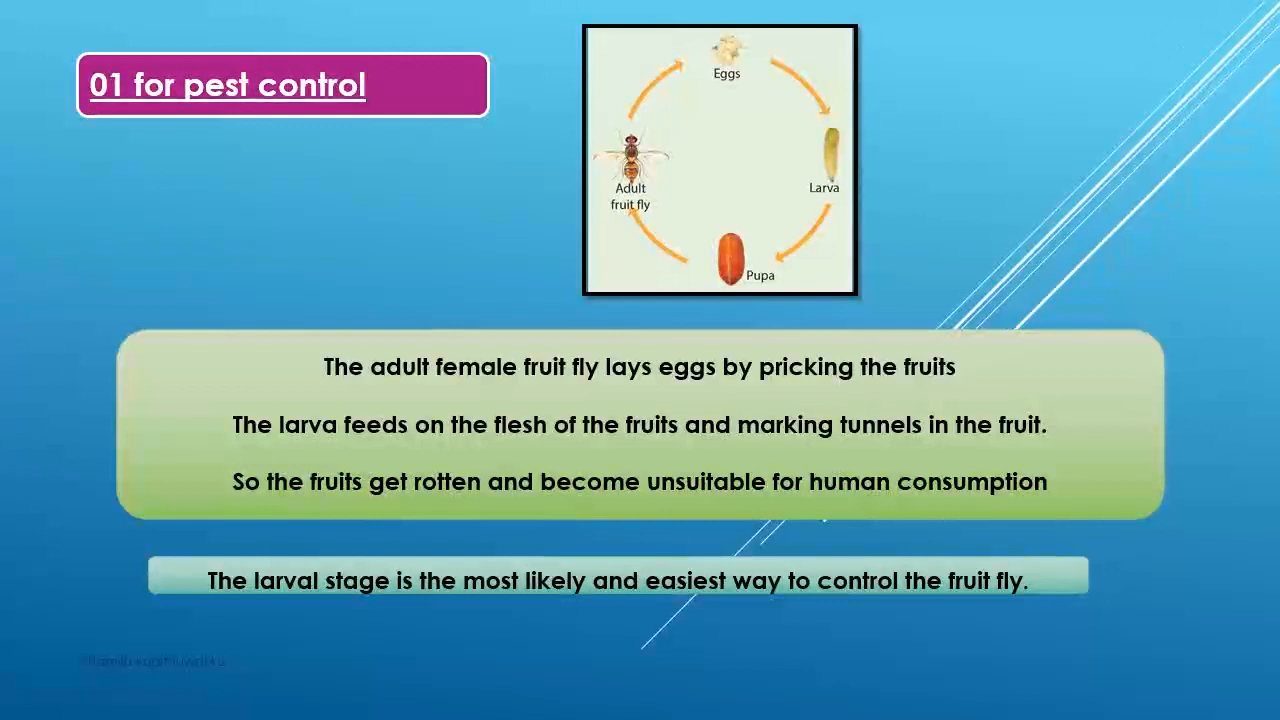 01 for pest control
Eggs
Adult
fruit fly
Larva
Pupa
The adult female fruit fly lays eggs by pricking the fruits
The larva feeds on the flesh of the fruits and marking tunnels in the fruit.
So the fruits get rotten and become unsuitable for human consumption
The larval stage is the most likely and easiest way to control the fruit fly.